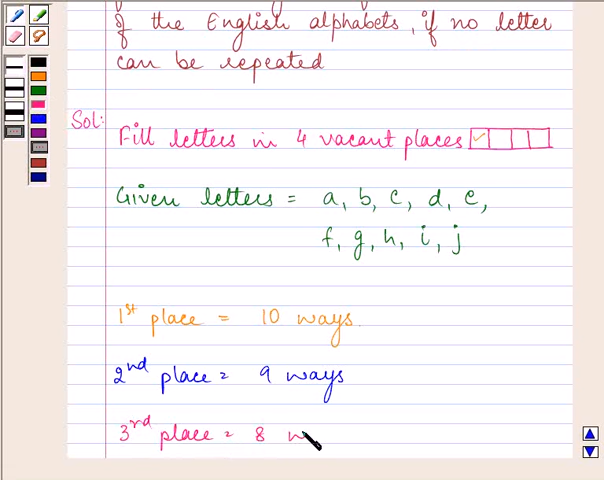 of the English alphabets, if no letter
can be repeated
Sol:
Fill letters in 4 vacant places
Given letters = a, b, c, d, e,
f, g, h, i, j
1st place = 10 ways.
2nd place = 9 ways
3rd place = 8 w